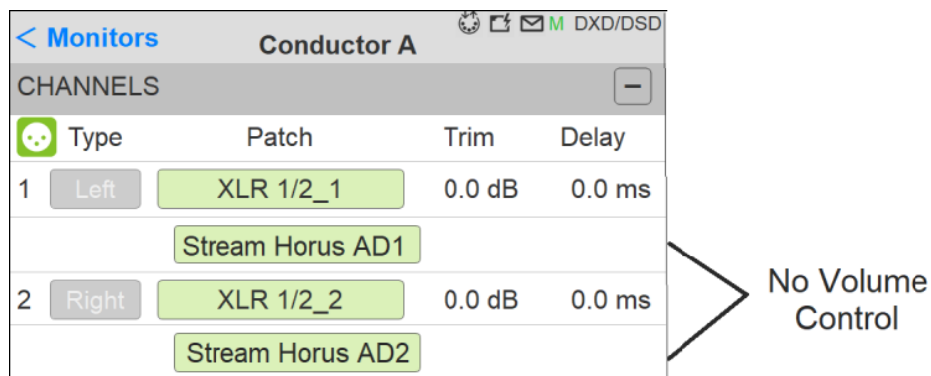 < Monitors
Conductor A
M DXD/DSD
CHANNELS
−
Type Patch Trim Delay
1 Left XLR 1/2_1 0.0 dB 0.0 ms
Stream Horus AD1
2 Right XLR 1/2_2 0.0 dB 0.0 ms
Stream Horus AD2
No Volume
Control